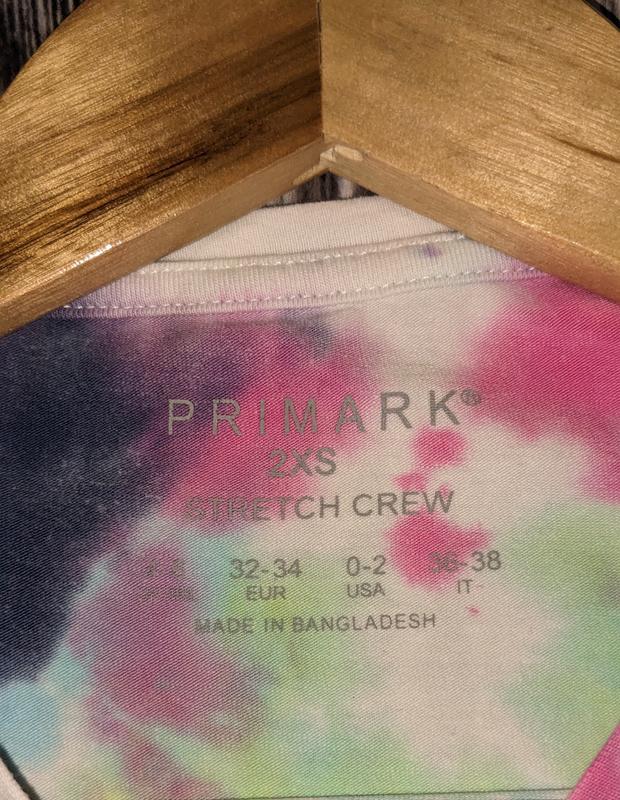 PRIMARK®
2XS
STRETCH CREW
32-34 0-2 36-38
EUR USA IT
MADE IN BANGLADESH